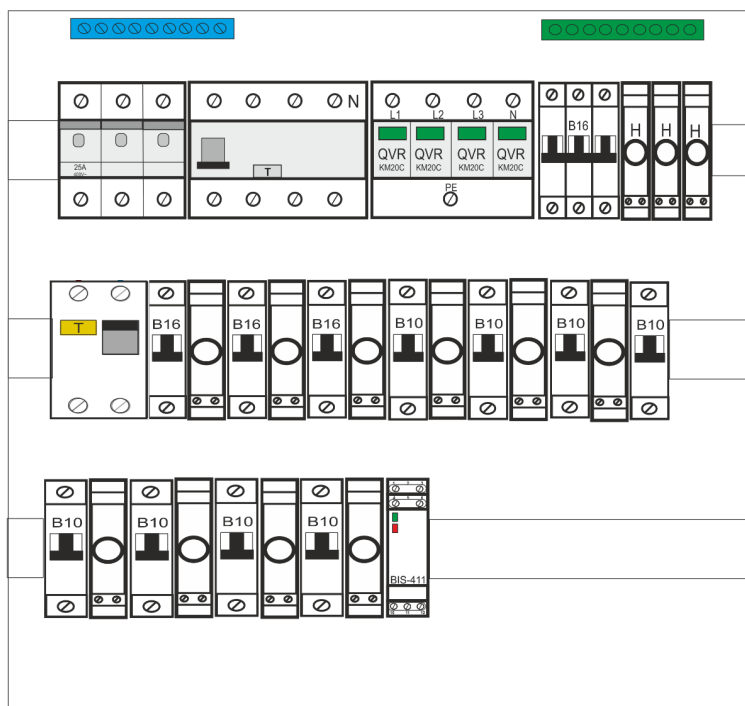 N
L1 L2 L3 N
B16
H H H
QVR QVR QVR QVR
KM20C KM20C KM20C KM20C
25A
T
PE
T
B16 B16 B16 B10 B10 B10 B10
B10 B10 B10 B10
BIS-411